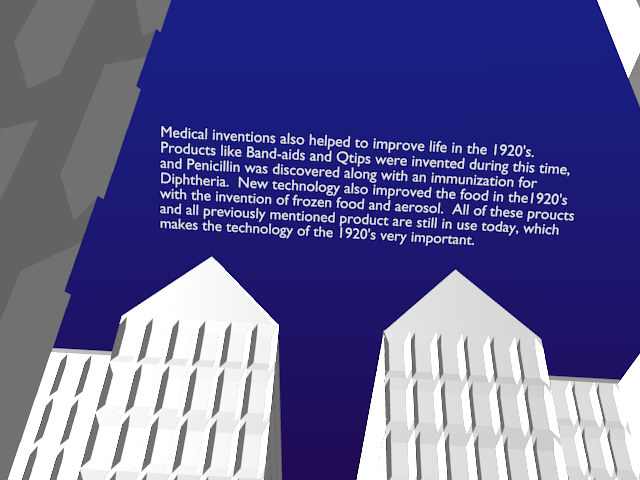 Medical inventions also helped to improve life in the 1920's.
Products like Band-aids and Qtips were invented during this time,
and Penicillin was discovered along with an immunization for
Diphtheria.  New technology also improved the food in the1920's
with the invention of frozen food and aerosol.  All of these proucts
and all previously mentioned product are still in use today, which
makes the technology of the 1920's very important.